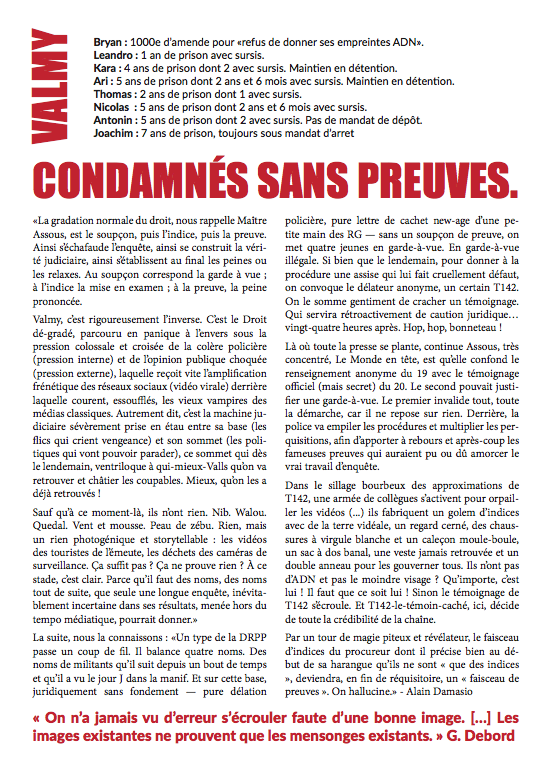 VALMY
Bryan : 1000e d'amende pour «refus de donner ses empreintes ADN».
Leandro : 1 an de prison avec sursis.
Kara : 4 ans de prison dont 2 avec sursis. Maintien en détention.
Ari : 5 ans de prison dont 2 ans et 6 mois avec sursis. Maintien en détention.
Thomas : 2 ans de prison dont 1 avec sursis.
Nicolas : 5 ans de prison dont 2 ans et 6 mois avec sursis.
Antonin : 5 ans de prison dont 2 avec sursis. Pas de mandat de dépôt.
Joachim : 7 ans de prison, toujours sous mandat d'arret
CONDAMNÉS SANS PREUVES.
«La gradation normale du droit, nous rappelle Maître
Assous, est le soupçon, puis l'indice, puis la preuve.
Ainsi s'échafaude l'enquête, ainsi se construit la véri-
té judiciaire, ainsi s'établissent au final les peines ou
les relaxes. Au soupçon correspond la garde à vue ;
à l'indice la mise en examen ; à la preuve, la peine
prononcée.
Valmy, c'est rigoureusement l'inverse. C'est le Droit
dé-gradé, parcouru en panique à l'envers sous la
pression colossale et croisée de la colère policière
(pression interne) et de l'opinion publique choquée
(pression externe), laquelle reçoit vite l'amplification
frénétique des réseaux sociaux (vidéo virale) derrière
laquelle courent, essoufflés, les vieux vampires des
médias classiques. Autrement dit, c'est la machine ju-
diciaire sévèrement prise en étau entre sa base (les
flics qui crient vengeance) et son sommet (les poli-
tiques qui vont pouvoir parader), ce sommet qui dès
le lendemain, ventriloque à qui-mieux-Valls qu'on va
retrouver et châtier les coupables. Mieux, qu'on les a
déjà retrouvés !
Sauf qu'à ce moment-là, ils n'ont rien. Nib. Walou.
Quedal. Vent et mousse. Peau de zébu. Rien, mais
un rien photogénique et storytellable : les vidéos
des touristes de l'émeute, les déchets des caméras de
surveillance. Ça suffit pas ? Ça ne prouve rien ? À ce
stade, c'est clair. Parce qu'il faut des noms, des noms
tout de suite, que seule une longue enquête, inévita-
blement incertaine dans ses résultats, menée hors du
tempo médiatique, pourrait donner.»
La suite, nous la connaissons : «Un type de la DRPP
passe un coup de fil. Il balance quatre noms. Des
noms de militants qu'il suit depuis un bout de temps
et qu'il a vu le jour J dans la manif. Et sur cette base,
juridiquement sans fondement — pure délation
policière, pure lettre de cachet new-age d'une pe-
tite main des RG — sans un soupçon de preuve, on
met quatre jeunes en garde-à-vue. En garde-à-vue
illégale. Si bien que le lendemain, pour donner à la
procédure une assise qui lui fait cruellement défaut,
on convoque le délateur anonyme, un certain T142.
On le somme gentiment de cracher un témoignage.
Qui servira rétroactivement de caution juridique…
vingt-quatre heures après. Hop, hop, bonneteau !
Là où toute la presse se plante, continue Assous, très
concentré, Le Monde en tête, est qu'elle confond le
renseignement anonyme du 19 avec le témoignage
officiel (mais secret) du 20. Le second pouvait justi-
fier une garde-à-vue. Le premier invalide tout, toute
la démarche, car il ne repose sur rien. Derrière, la
police va empiler les procédures et multiplier les per-
quisitions, afin d'apporter à rebours et après-coup les
fameuses preuves qui auraient pu ou dû amorcer le
vrai travail d'enquête.
Dans le sillage bourbeux des approximations de
T142, une armée de collègues s'activent pour orpail-
ler les vidéos (...) ils fabriquent un golem d'indices
avec de la terre vidéale, un regard cerné, des chaus-
sures à virgule blanche et un caleçon moule-boule,
un sac à dos banal, une veste jamais retrouvée et un
double anneau pour les gouverner tous. Ils n'ont pas
d'ADN et pas le moindre visage ? Qu'importe, c'est
lui ! Il faut que ce soit lui ! Sinon le témoignage de
T142 s'écroule. Et T142-le-témoin-caché, ici, décide
de toute la crédibilité de la chaîne.
Par un tour de magie piteux et révélateur, le faisceau
d'indices du procureur dont il précise bien au dé-
but de sa harangue qu'ils ne sont « que des indices
», deviendra, en fin de réquisitoire, un « faisceau de
preuves ». On hallucine.» - Alain Damasio
« On n'a jamais vu d'erreur s'écrouler faute d'une bonne image. [...] Les
images existantes ne prouvent que les mensonges existants. » G. Debord